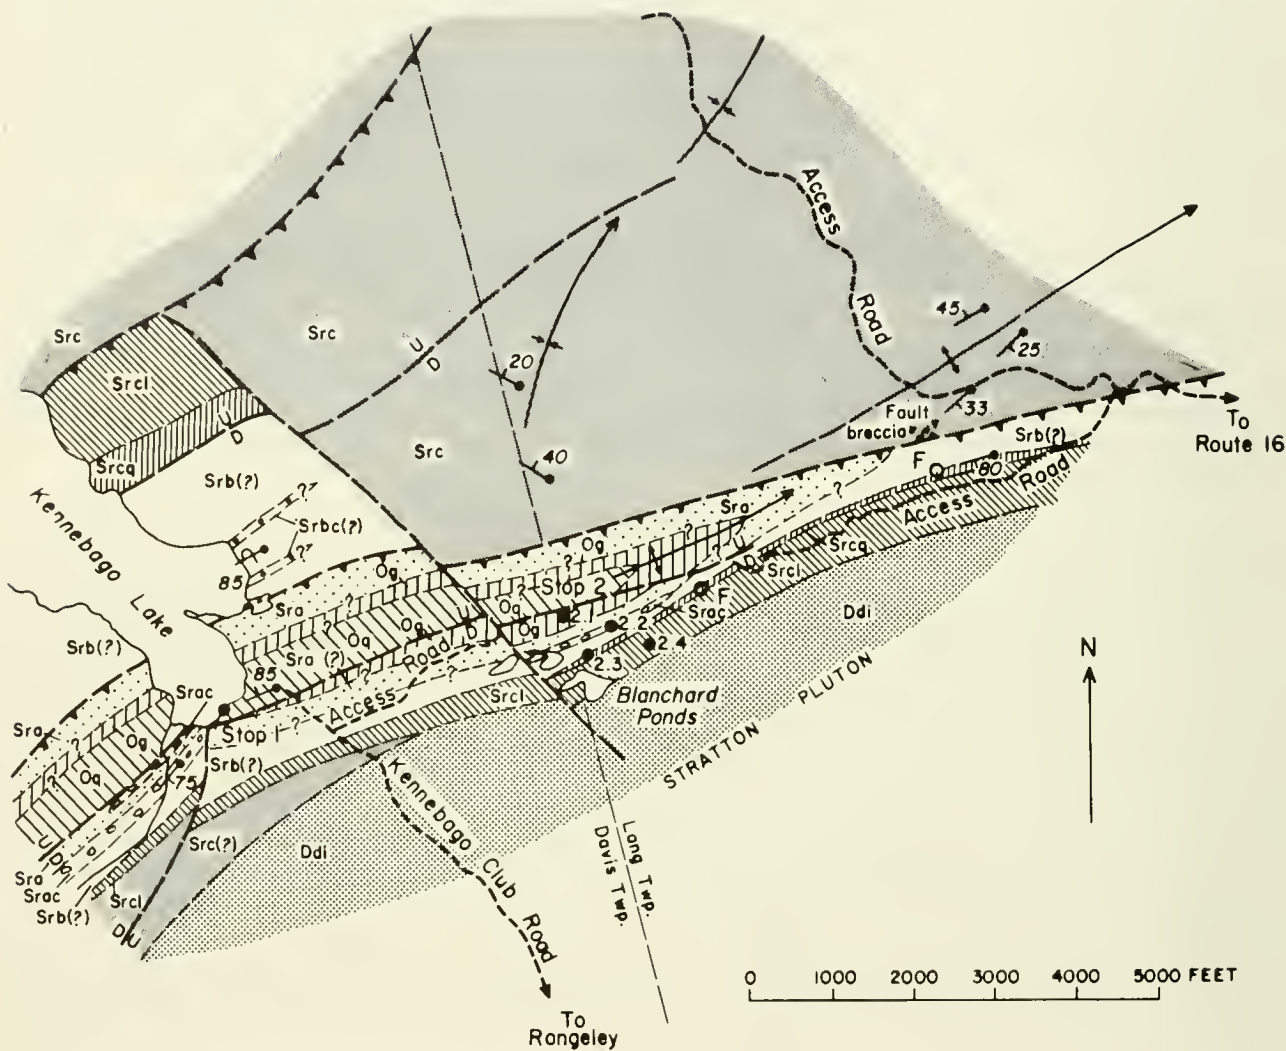 Access
Road
45
25
33
Src
Src
20
U
D
Fault
breccia
To
Route 16
Srcl
Srcq
U
D
40
Src
F
Srb(?)
80
Access
Road
Srb(?)
Srbc(?)
?
?
Kennebago
Lake
85
Sra
Og
?
Stop 2
?
?
U
D
Srcq
Srcl
Og
Sra
?
Og
Og
Og
2.1
2.2
F
Srac
2.4
2.3
Ddi
N
Sra (?)
Road
U
D
Srb(?)
85
Access
?
Srcl
Blanchard
Ponds
STRATTON PLUTON
Srac
Stop 1
?
Sra
?
Og
Og
?
75
Srb(?)
U
D
Sra
Srac
Srb(?)
Srcl
D U
Src(?)
Ddi
Kennebago Club Road
Lang Twp.
Davis Twp.
0 1000 2000 3000 4000 5000 FEET
To
Rangeley